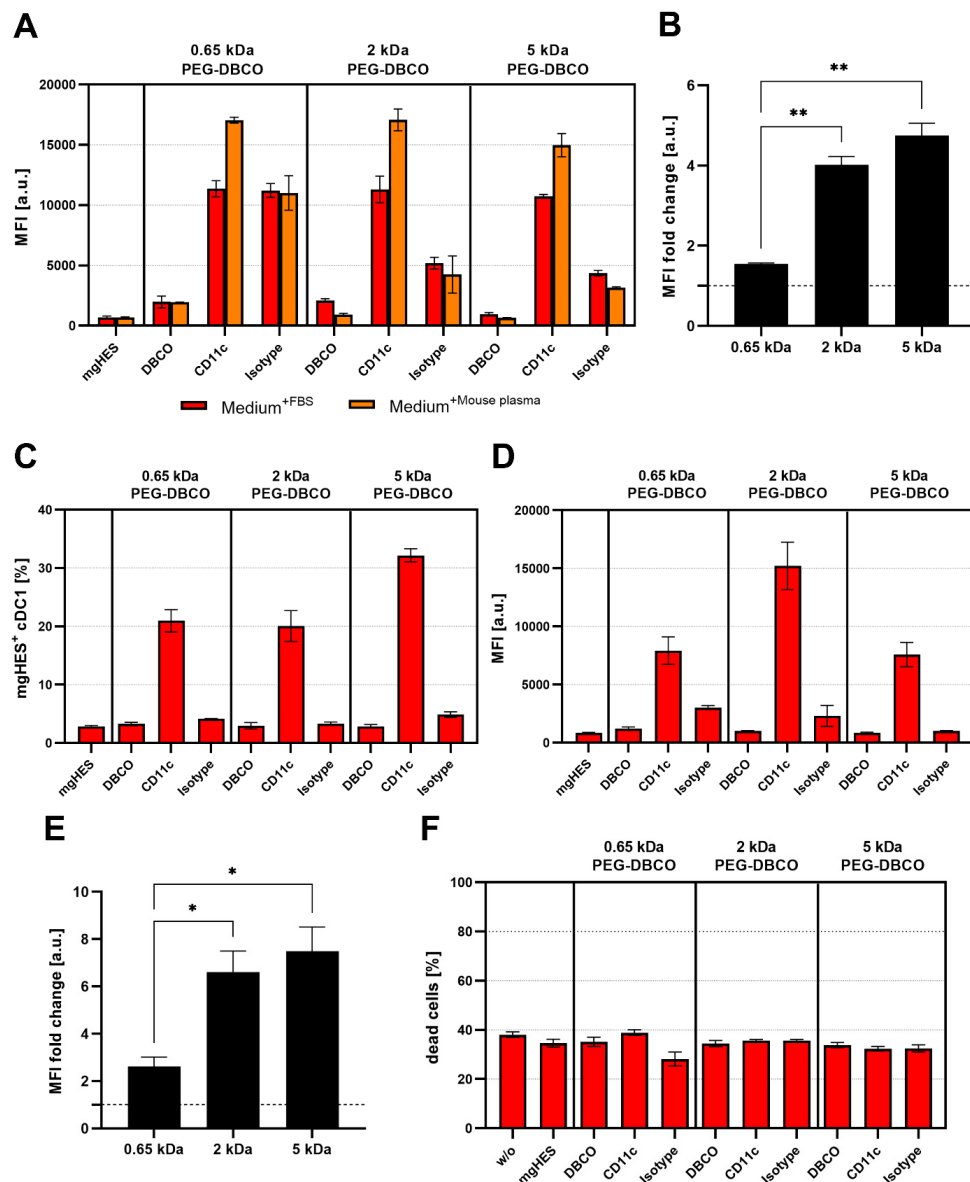 A
0.65 kDa
PEG-DBCO
2 kDa
PEG-DBCO
5 kDa
PEG-DBCO
MFI [a.u.]
20000
15000
10000
5000
0
mgHES
DBCO
CD11c
Isotype
DBCO
CD11c
Isotype
DBCO
CD11c
Isotype
Medium+FBS
Medium+Mouse plasma
B
MFI fold change [a.u.]
6
4
2
0
**
**
0.65 kDa
2 kDa
5 kDa
C
0.65 kDa
PEG-DBCO
2 kDa
PEG-DBCO
5 kDa
PEG-DBCO
mgHES+ cDC1 [%]
40
30
20
10
0
mgHES
DBCO
CD11c
Isotype
DBCO
CD11c
Isotype
DBCO
CD11c
Isotype
D
0.65 kDa
PEG-DBCO
2 kDa
PEG-DBCO
5 kDa
PEG-DBCO
MFI [a.u.]
20000
15000
10000
5000
0
mgHES
DBCO
CD11c
Isotype
DBCO
CD11c
Isotype
DBCO
CD11c
Isotype
E
MFI fold change [a.u.]
10
8
6
4
2
0
*
*
0.65 kDa
2 kDa
5 kDa
F
0.65 kDa
PEG-DBCO
2 kDa
PEG-DBCO
5 kDa
PEG-DBCO
dead cells [%]
100
80
60
40
20
0
w/o
mgHES
DBCO
CD11c
Isotype
DBCO
CD11c
Isotype
DBCO
CD11c
Isotype